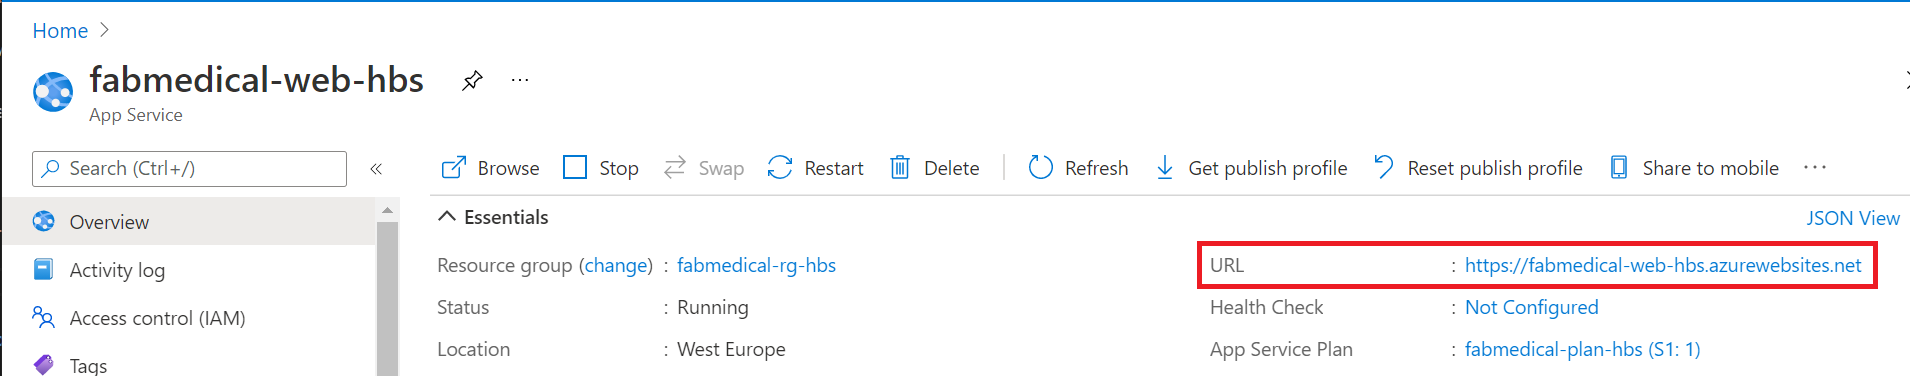 Home >
fabmedical-web-hbs ...
App Service
Search (Ctrl+/) «
Browse Stop Swap Restart Delete Refresh Get publish profile Reset publish profile Share to mobile ...
Overview
Activity log
Access control (IAM)
Tags
Essentials JSON View
Resource group (change) : fabmedical-rg-hbs
Status : Running
Location : West Europe
URL : https://fabmedical-web-hbs.azurewebsites.net
Health Check : Not Configured
App Service Plan : fabmedical-plan-hbs (S1: 1)